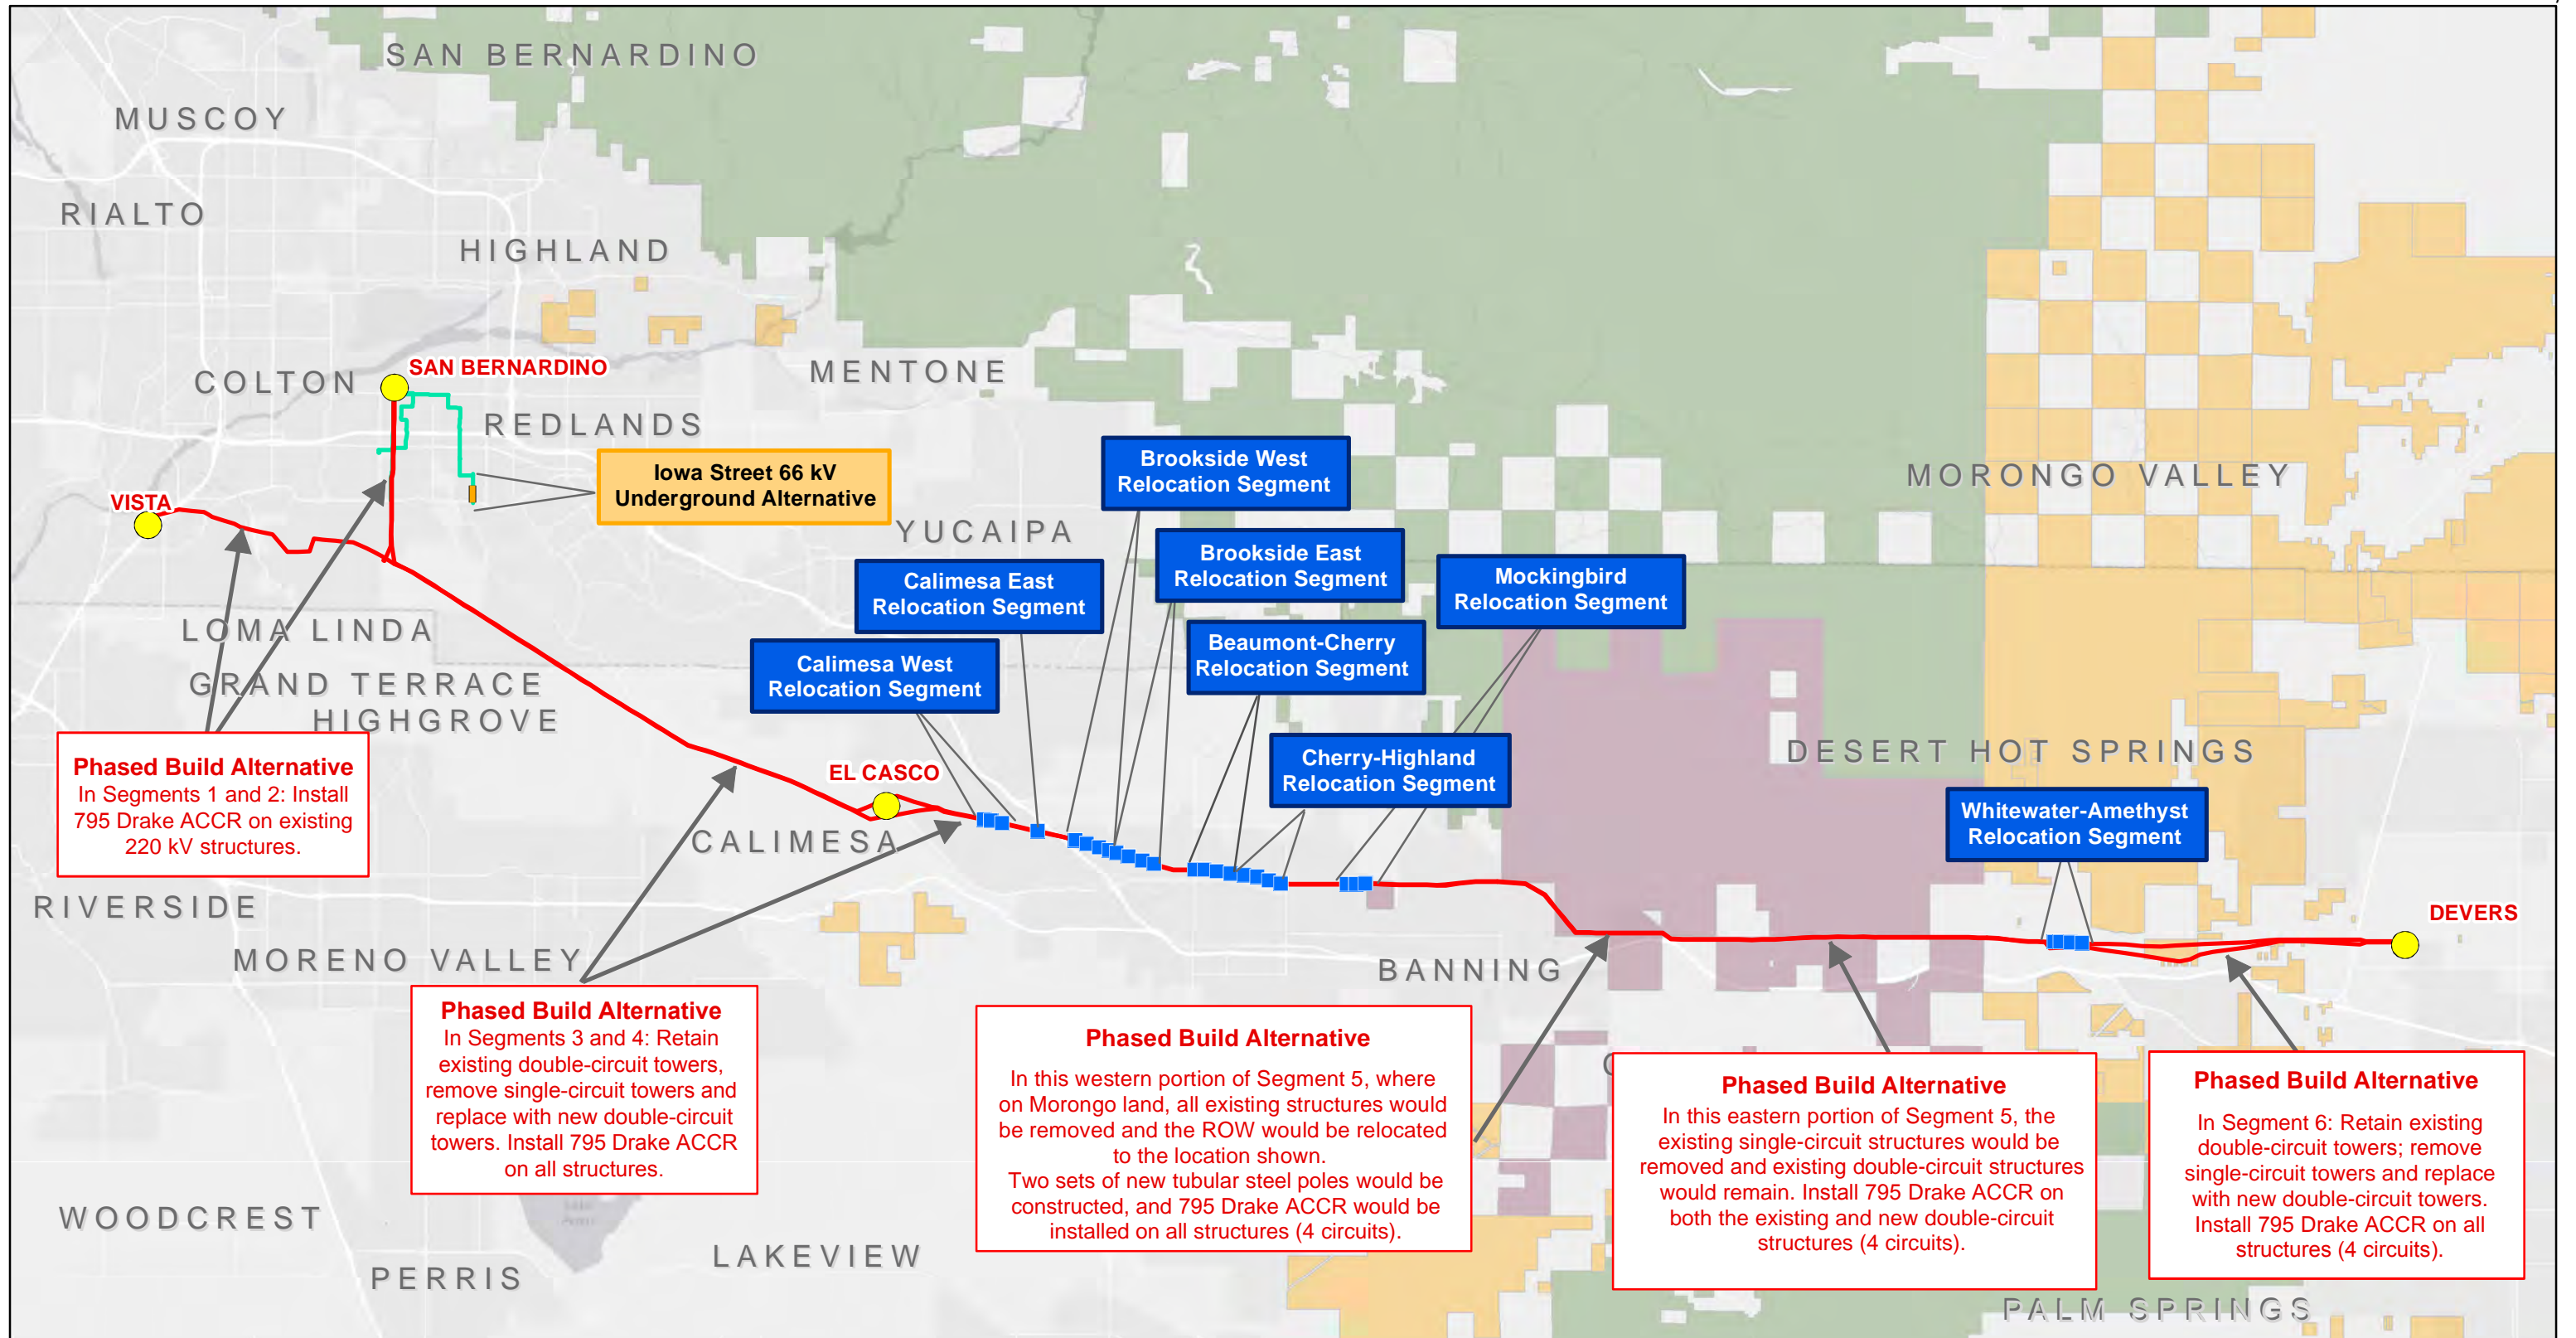 SAN BERNARDINO
MUSCOY
RIALTO
HIGHLAND
COLTON
SAN BERNARDINO
MENTONE
REDLANDS
Iowa Street 66 kV
Underground Alternative
VISTA
YUCAIPA
Brookside West
Relocation Segment
MORONGO VALLEY
Brookside East
Relocation Segment
Calimesa East
Relocation Segment
Mockingbird
Relocation Segment
LOMA LINDA
Beaumont-Cherry
Relocation Segment
Calimesa West
Relocation Segment
GRAND TERRACE
HIGHGROVE
Cherry-Highland
Relocation Segment
DESERT HOT SPRINGS
Phased Build Alternative
In Segments 1 and 2: Install
795 Drake ACCR on existing
220 kV structures.
EL CASCO
CALIMESA
Whitewater-Amethyst
Relocation Segment
RIVERSIDE
DEVERS
MORENO VALLEY
BANNING
Phased Build Alternative
In Segments 3 and 4: Retain
existing double-circuit towers,
remove single-circuit towers and
replace with new double-circuit
towers. Install 795 Drake ACCR
on all structures.
Phased Build Alternative
In this western portion of Segment 5, where
on Morongo land, all existing structures would
be removed and the ROW would be relocated
to the location shown.
Two sets of new tubular steel poles would be
constructed, and 795 Drake ACCR would be
installed on all structures (4 circuits).
Phased Build Alternative
In this eastern portion of Segment 5, the
existing single-circuit structures would be
removed and existing double-circuit structures
would remain. Install 795 Drake ACCR on
both the existing and new double-circuit
structures (4 circuits).
Phased Build Alternative
In Segment 6: Retain existing
double-circuit towers; remove
single-circuit towers and replace
with new double-circuit towers.
Install 795 Drake ACCR on all
structures (4 circuits).
WOODCREST
LAKEVIEW
PERRIS
PALM SPRINGS